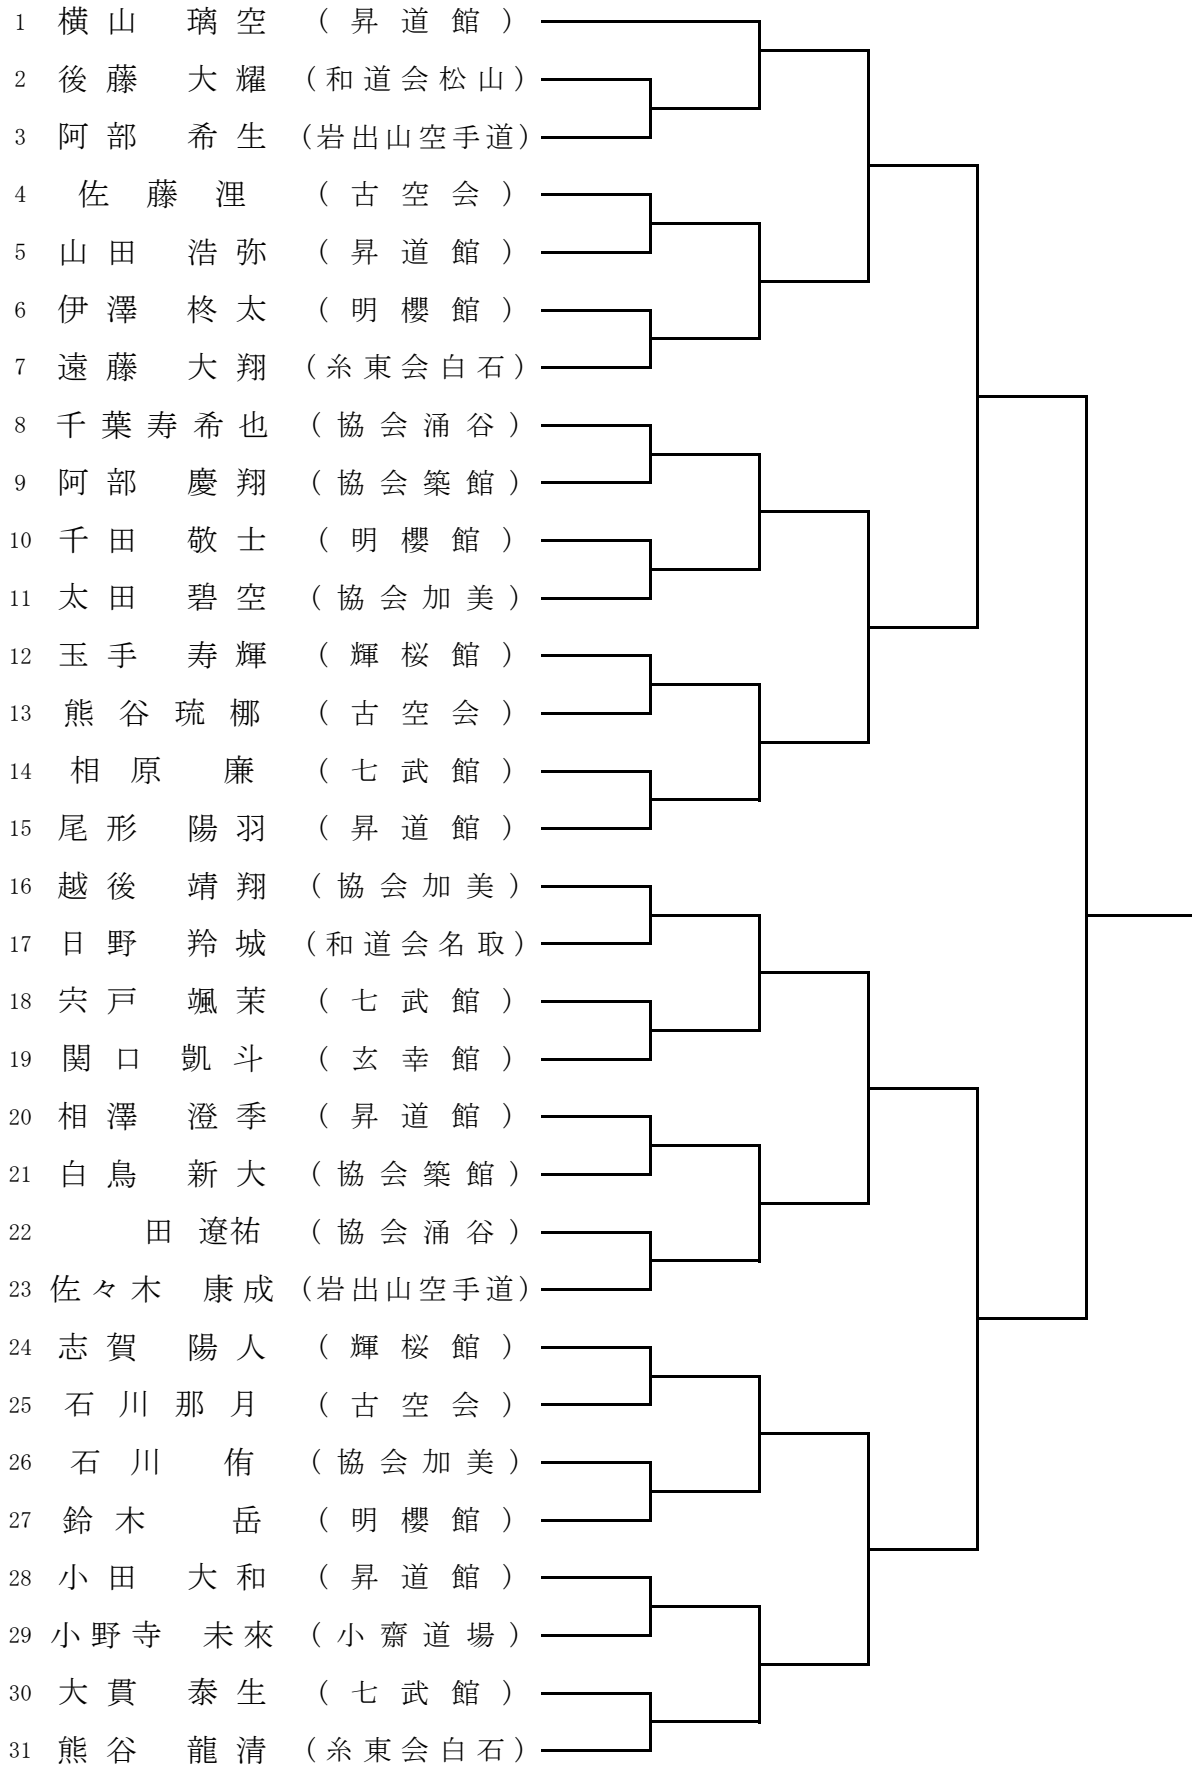 1 横山 璃空 (昇道館)
2 後藤 大耀 (和道会松山)
3 阿部 希生 (岩出山空手道)
4 佐藤浬 (古空会)
5 山田 浩弥 (昇道館)
6 伊澤 柊太 (明櫻館)
7 遠藤 大翔 (糸東会白石)
8 千葉寿希也 (協会涌谷)
9 阿部 慶翔 (協会築館)
10 千田 敬士 (明櫻館)
11 太田 碧空 (協会加美)
12 玉手 寿輝 (輝桜館)
13 熊谷琉梛 (古空会)
14 相原 廉 (七武館)
15 尾形 陽羽 (昇道館)
16 越後 靖翔 (協会加美)
17 日野 羚城 (和道会名取)
18 宍戸 颯茉 (七武館)
19 関口 凱斗 (玄幸館)
20 相澤 澄季 (昇道館)
21 白鳥 新大 (協会築館)
22 田 遼祐 (協会涌谷)
23 佐々木 康成 (岩出山空手道)
24 志賀 陽人 (輝桜館)
25 石川那月 (古空会)
26 石川 侑 (協会加美)
27 鈴木 岳 (明櫻館)
28 小田 大和 (昇道館)
29 小野寺 未來 (小齋道場)
30 大貫 泰生 (七武館)
31 熊谷 龍清 (糸東会白石)